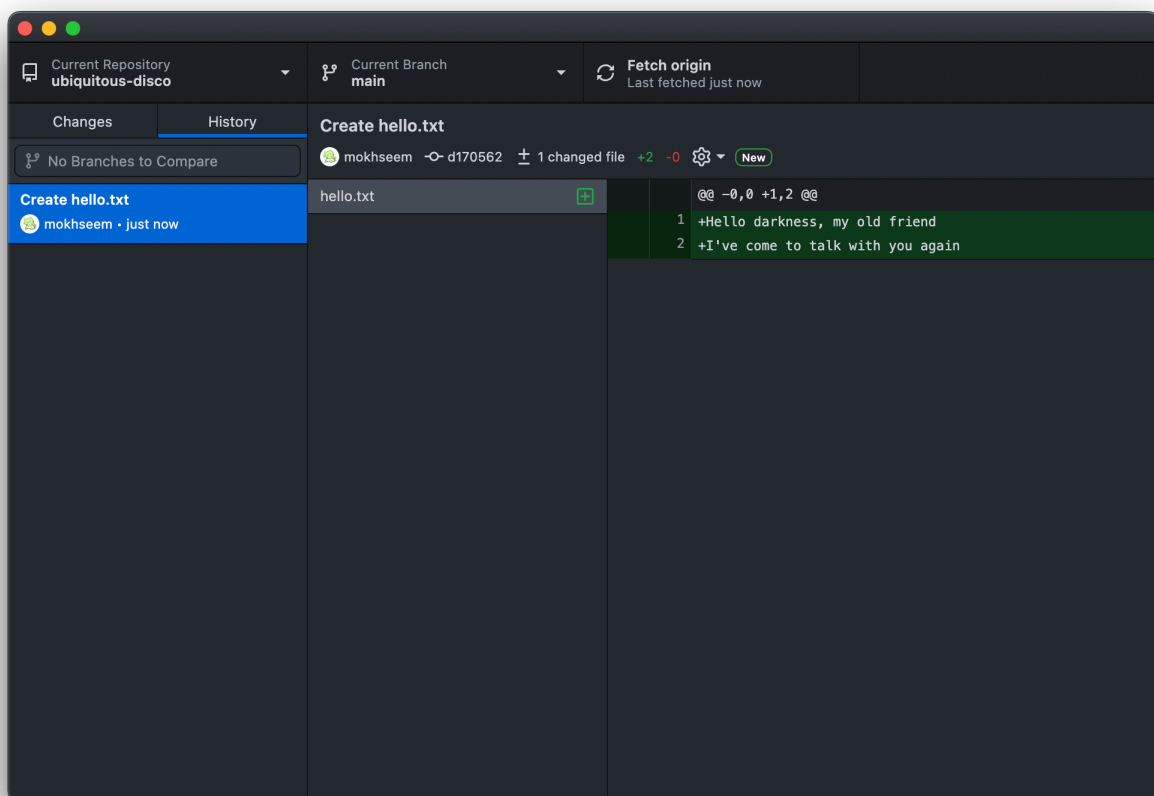 Current Repository
ubiquitous-disco
Current Branch
main
Fetch origin
Last fetched just now
Changes
History
No Branches to Compare
Create hello.txt
mokhseem • just now
Create hello.txt
mokhseem d170562 1 changed file +2 -0 New
hello.txt
@@ -0,0 +1,2 @@
1 +Hello darkness, my old friend
2 +I've come to talk with you again